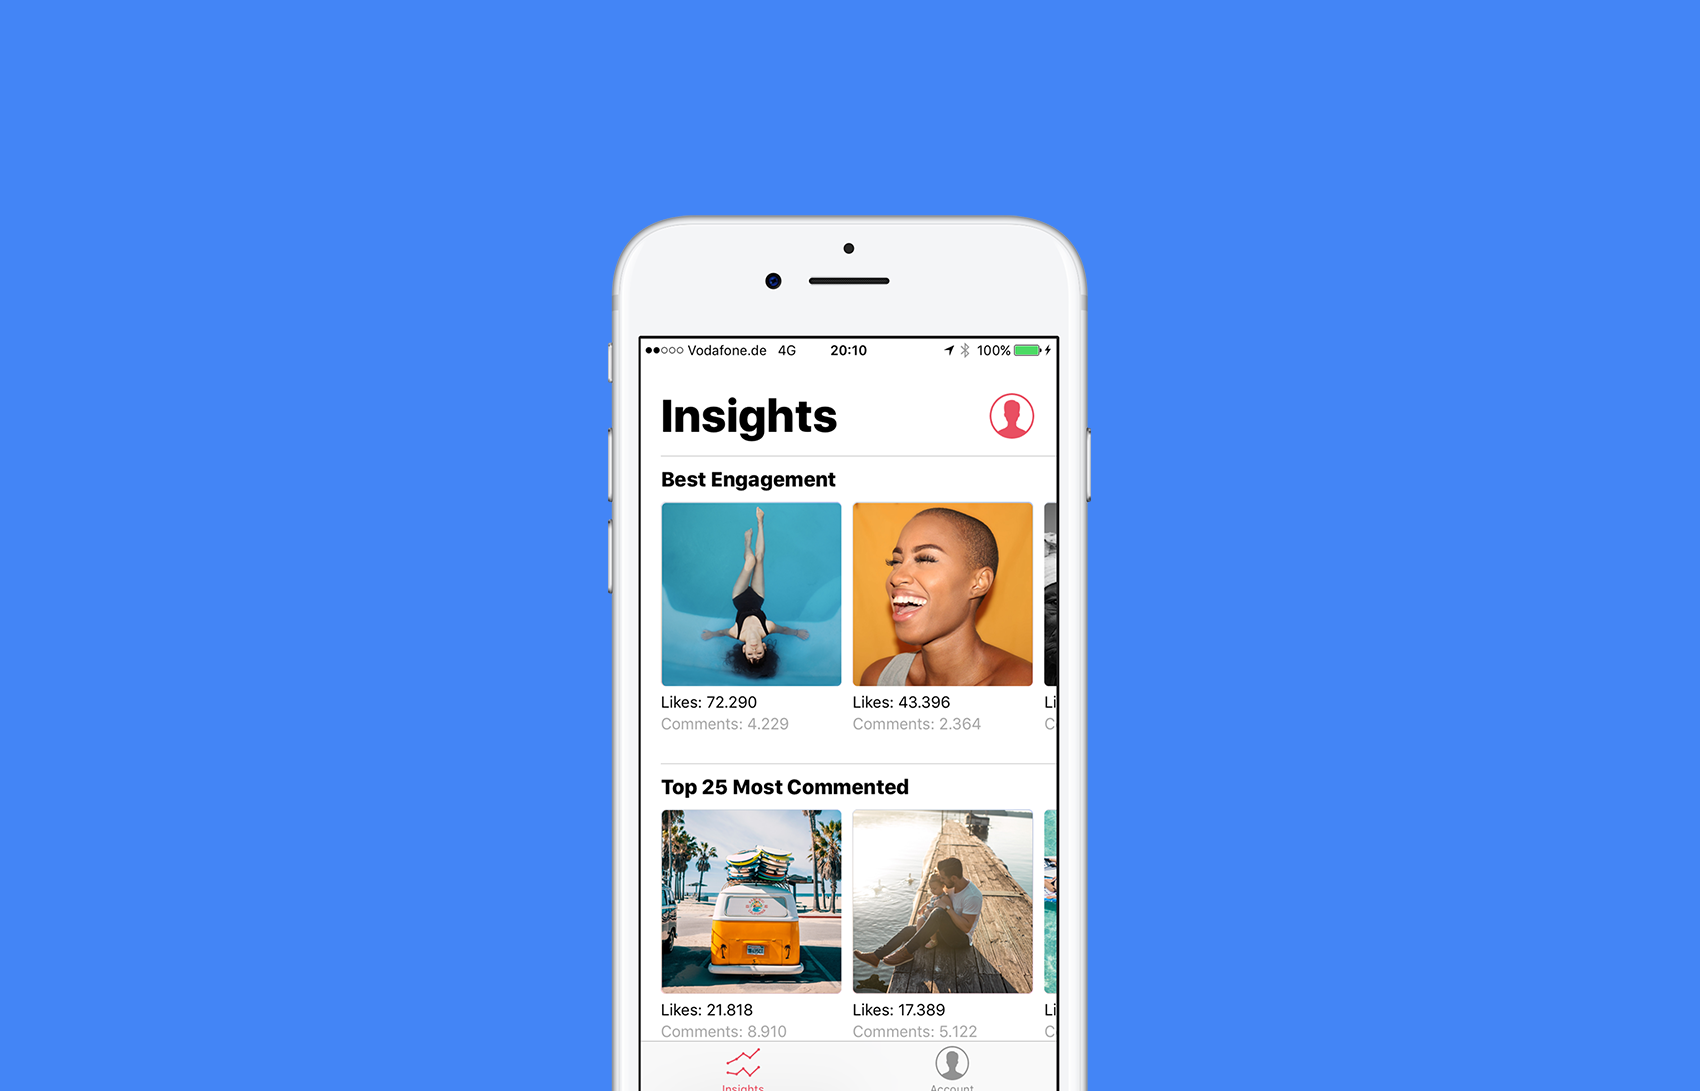 Vodafone.de 4G 20:10 100%
Insights
Best Engagement
Likes: 72.290 Likes: 43.396 Li
Comments: 4.229 Comments: 2.364 C
Top 25 Most Commented
Likes: 21.818 Likes: 17.389 Li
Comments: 8.910 Comments: 5.122 C
Insights Account